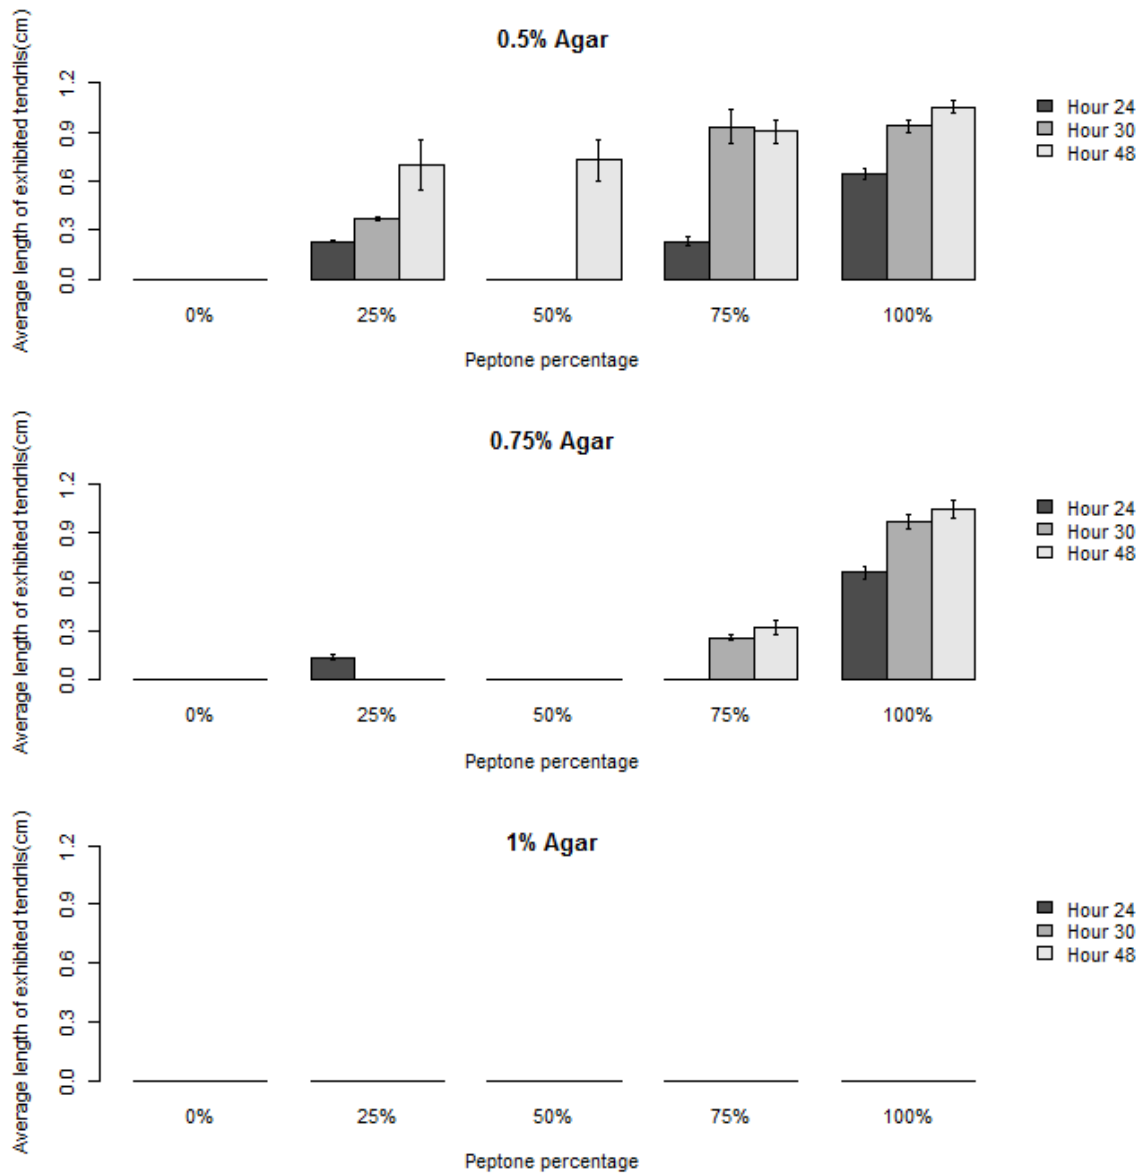 0.5% Agar
Average length of exhibited tendrils(cm)
1.2
0.9
0.6
0.3
0.0
Hour 24
Hour 30
Hour 48
0% 25% 50% 75% 100%
Peptone percentage
0.75% Agar
Average length of exhibited tendrils(cm)
1.2
0.9
0.6
0.3
0.0
Hour 24
Hour 30
Hour 48
0% 25% 50% 75% 100%
Peptone percentage
1% Agar
Average length of exhibited tendrils(cm)
1.2
0.9
0.6
0.3
0.0
Hour 24
Hour 30
Hour 48
0% 25% 50% 75% 100%
Peptone percentage